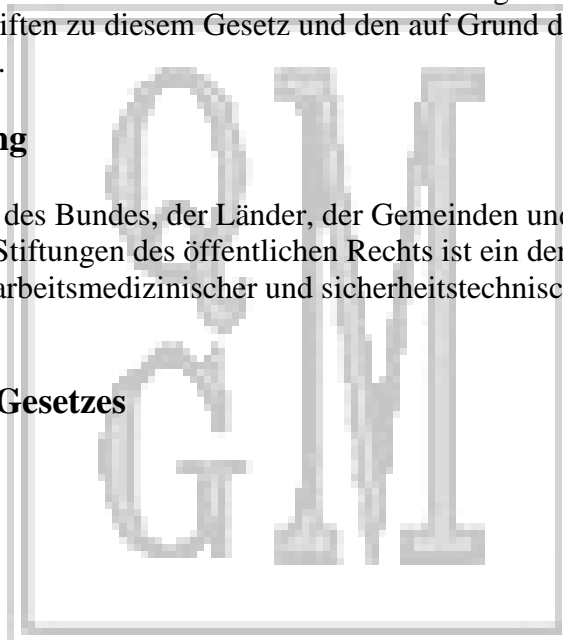 iften zu diesem Gesetz und den auf Grund d
.
ng
des Bundes, der Länder, der Gemeinden und
Stiftungen des öffentlichen Rechts ist ein der
arbeitsmedizinischer und sicherheitstechnisc
Gesetzes
Q
G
M